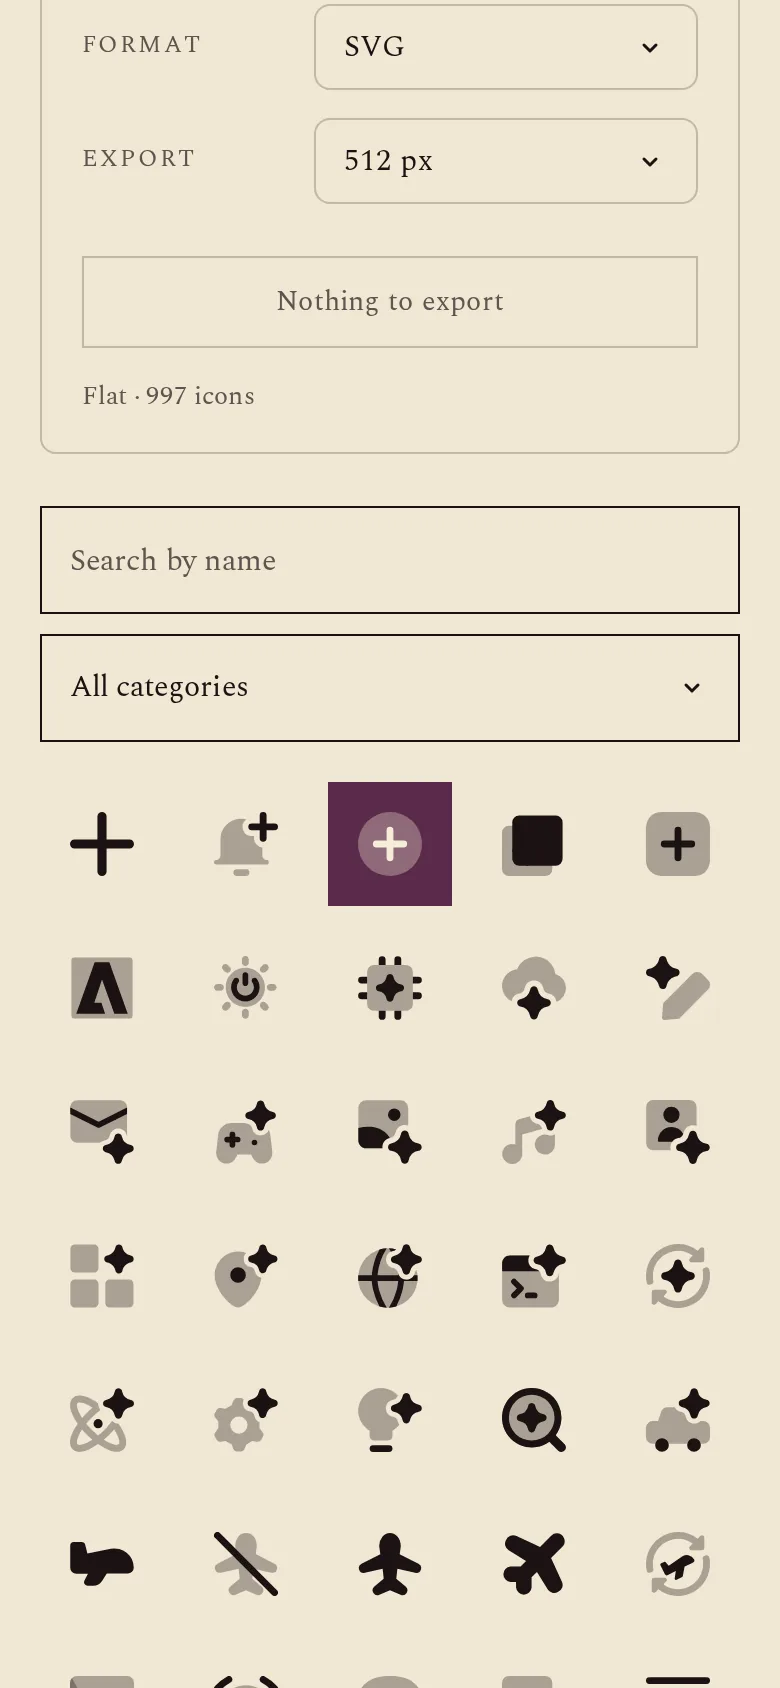 FORMAT
SVG
EXPORT
512 px
Nothing to export
Flat · 997 icons
Search by name
All categories